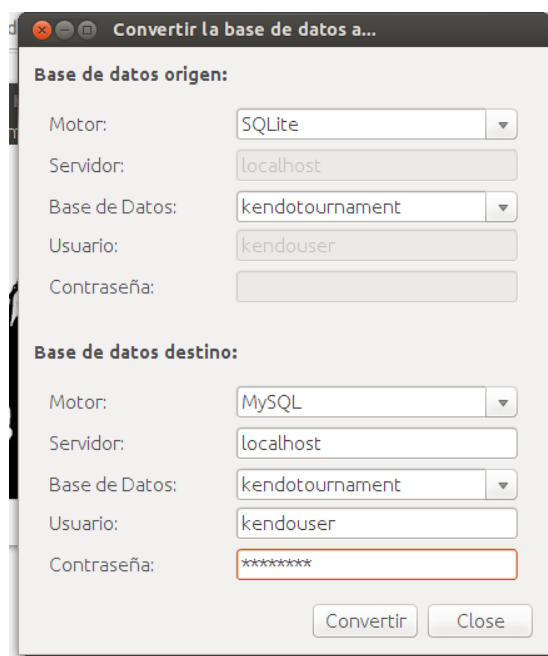 Convertir la base de datos a...
Base de datos origen:
Motor: SQLite
Servidor: localhost
Base de Datos: kendotournament
Usuario: kendouser
Contraseña:
Base de datos destino:
Motor: MySQL
Servidor: localhost
Base de Datos: kendotournament
Usuario: kendouser
Contraseña: ********
Convertir Close